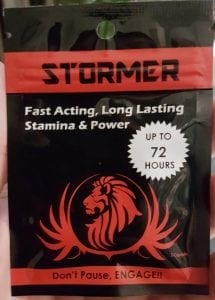 STORMER
Fast Acting, Long Lasting
Stamina & Power
UP TO
72
HOURS
Don't Pause, ENGAGE!!